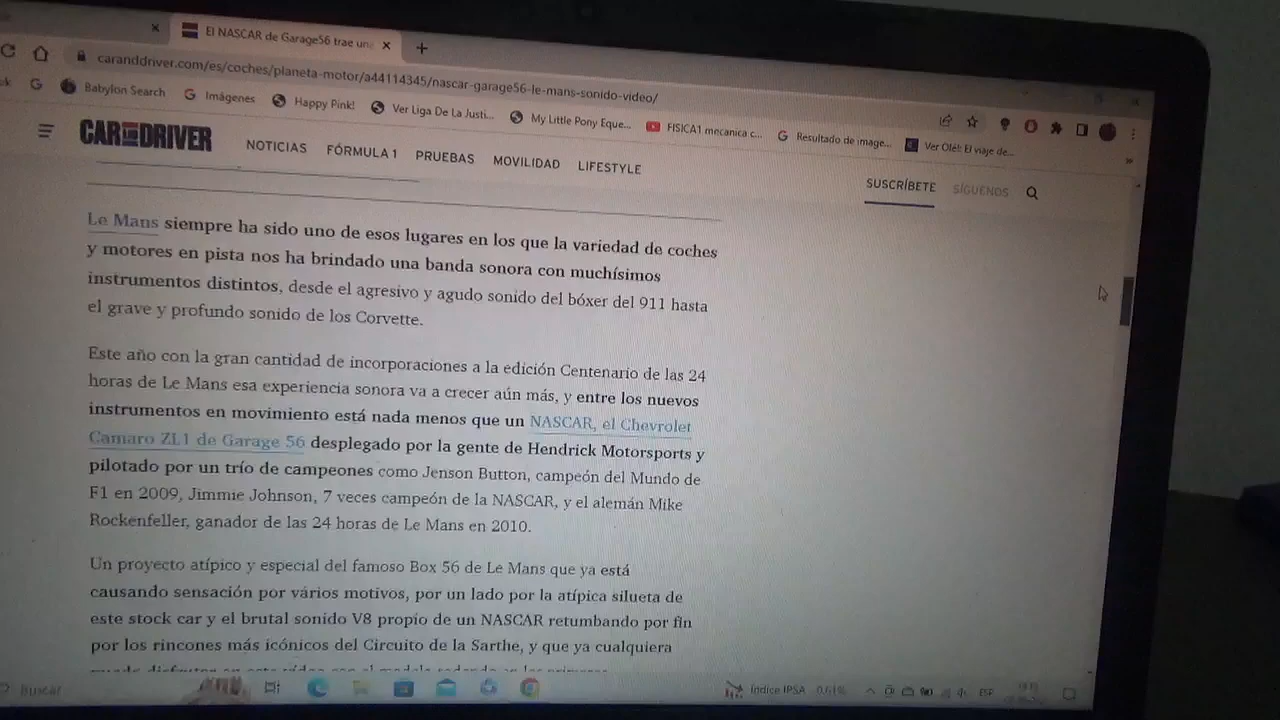 El NASCAR de Garage56 trae un
caranddriver.com/es/coches/planeta-motor/a44114345/nascar-garage56-le-mans-sonido-video/
Babylon Search
Imágenes
Happy Pink!
Ver Liga De La Justi...
My Little Pony Eque...
FISICA1 mecanica c...
Resultado de image...
Ver Olé!: El viaje de...
CAR AND DRIVER
NOTICIAS
FÓRMULA 1
PRUEBAS
MOVILIDAD
LIFESTYLE
SUSCRÍBETE
SÍGUENOS
Le Mans siempre ha sido uno de esos lugares en los que la variedad de coches
y motores en pista nos ha brindado una banda sonora con muchísimos
instrumentos distintos, desde el agresivo y agudo sonido del bóxer del 911 hasta
el grave y profundo sonido de los Corvette.
Este año con la gran cantidad de incorporaciones a la edición Centenario de las 24
horas de Le Mans esa experiencia sonora va a crecer aún más, y entre los nuevos
instrumentos en movimiento está nada menos que un NASCAR, el Chevrolet
Camaro ZL1 de Garage 56 desplegado por la gente de Hendrick Motorsports y
pilotado por un trío de campeones como Jenson Button, campeón del Mundo de
F1 en 2009, Jimmie Johnson, 7 veces campeón de la NASCAR, y el alemán Mike
Rockenfeller, ganador de las 24 horas de Le Mans en 2010.
Un proyecto atípico y especial del famoso Box 56 de Le Mans que ya está
causando sensación por vários motivos, por un lado por la atípica silueta de
este stock car y el brutal sonido V8 propio de un NASCAR retumbando por fin
por los rincones más icónicos del Circuito de la Sarthe, y que ya cualquiera
Buscar
Índice IPSA
0,61%
ESP